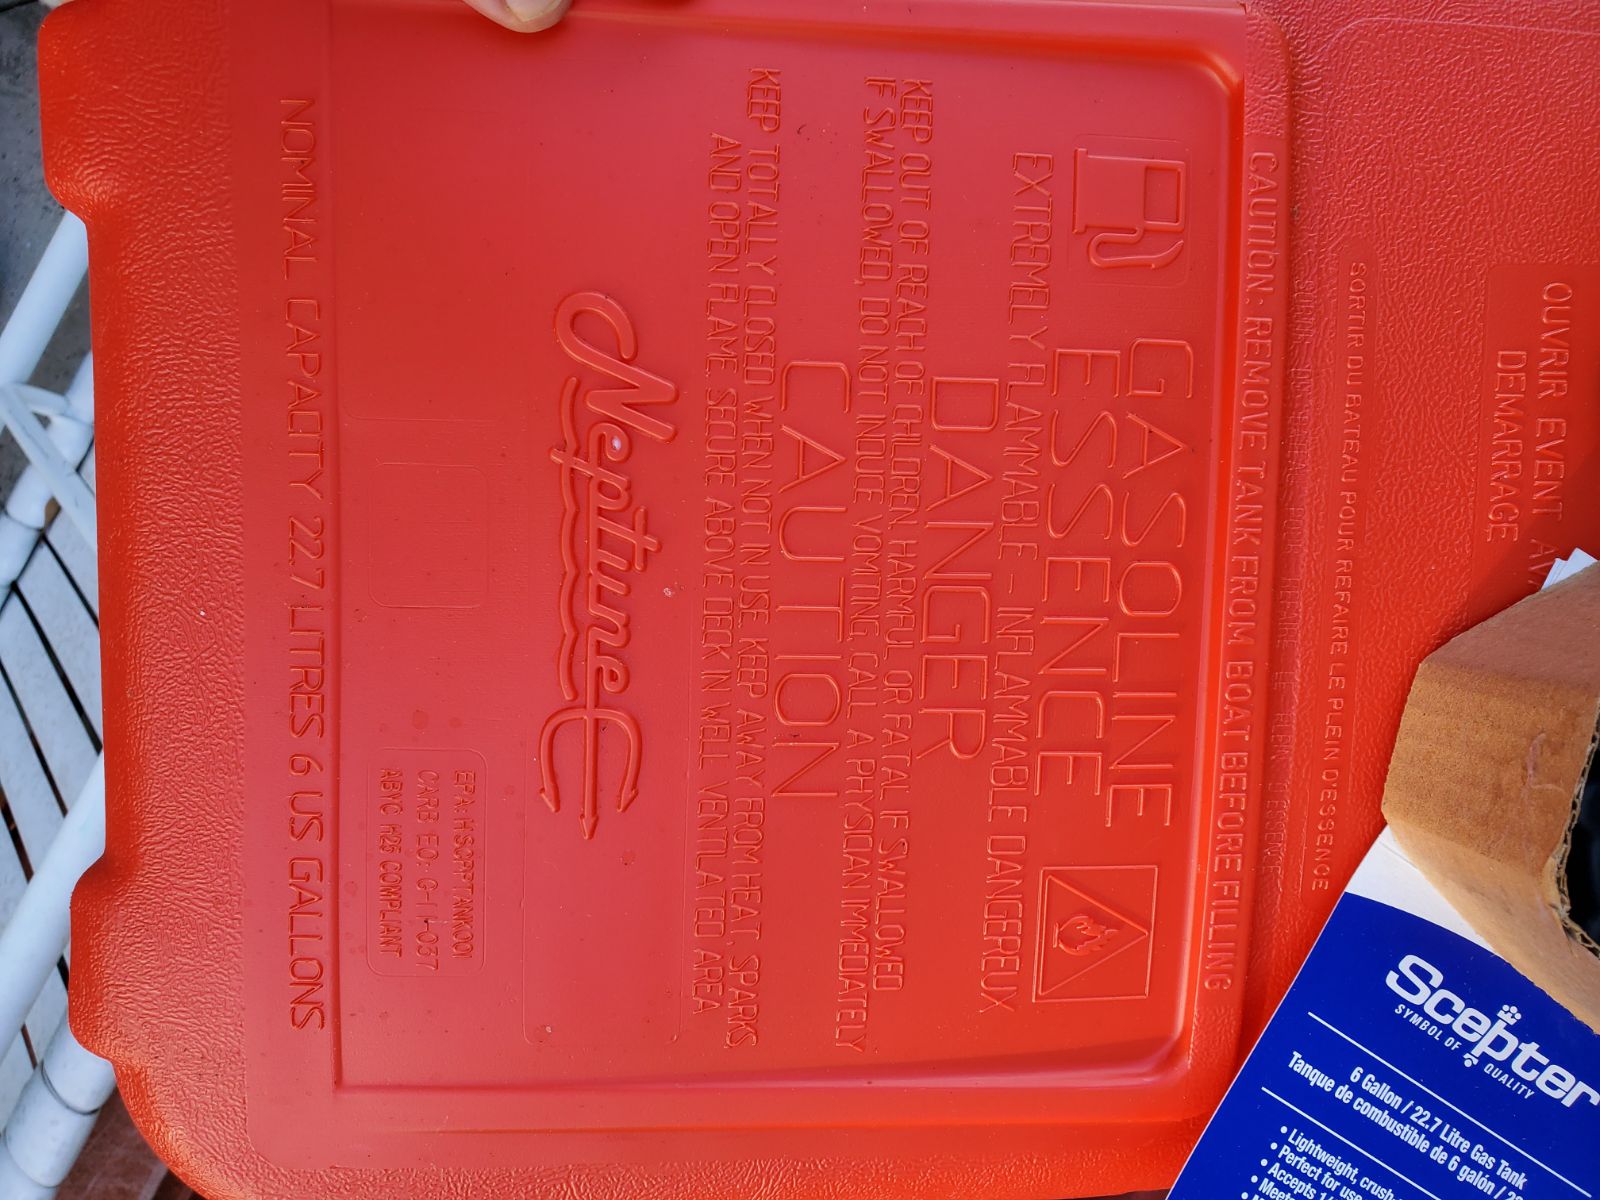 OUVRIR EVENT
DEMARRAGE
SORTIR DU BATEAU POUR REFAIRE LE PLEIN D'ESSENCE
CAUTION: REMOVE TANK FROM BOAT BEFORE FILLING
GASOLINE
ESSENCE
EXTREMELY FLAMMABLE - INFLAMMABLE DANGEREUX
DANGER
KEEP OUT OF REACH OF CHILDREN. HARMFUL OR FATAL IF SWALLOWED
IF SWALLOWED, DO NOT INDUCE VOMITING, CALL A PHYSICIAN IMMEDIATELY
CAUTION
KEEP TOTALLY CLOSED WHEN NOT IN USE. KEEP AWAY FROM HEAT, SPARKS
AND OPEN FLAME. SECURE ABOVE DECK IN WELL VENTILATED AREA
Neptune
EPA: HSCPTANK001
CARB EO: G-11-037
ABYC H25 COMPLIANT
NOMINAL CAPACITY 22.7 LITRES 6 US GALLONS
Scepter
SYMBOL OF QUALITY
6 Gallon / 22.7 Litre Gas Tank
Tanque de combustible de 6 galón /
• Lightweight,
• Perfect for use
• Accepts